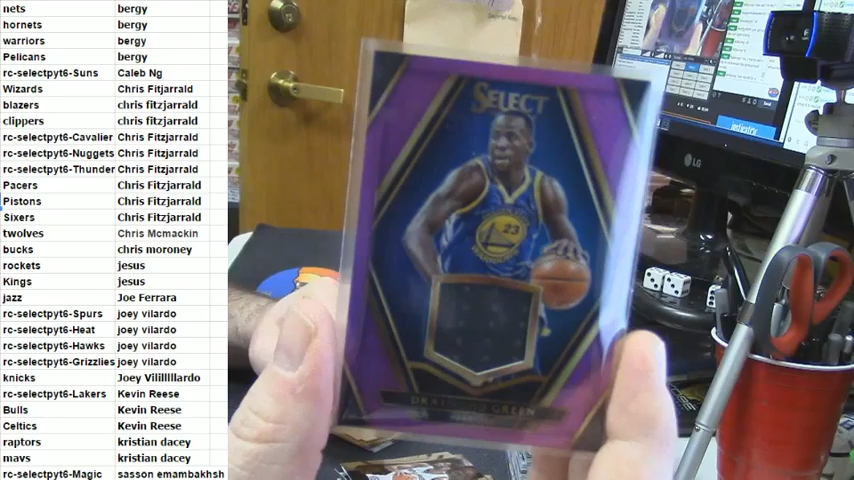 nets bergy
hornets bergy
warriors bergy
Pelicans bergy
rc-selectpyt6-Suns Caleb Ng
Wizards Chris Fitjarrald
blazers chris fitzjarrald
clippers chris fitzjarrald
rc-selectpyt6-Cavalier Chris Fitzjarrald
rc-selectpyt6-Nuggets Chris Fitzjarrald
rc-selectpyt6-Thunder Chris Fitzjarrald
Pacers Chris Fitzjarrald
Pistons Chris Fitzjarrald
Sixers Chris Fitzjarrald
twolves Chris Mcmackin
bucks chris moroney
rockets jesus
Kings jesus
jazz Joe Ferrara
rc-selectpyt6-Spurs joey vilardo
rc-selectpyt6-Heat joey vilardo
rc-selectpyt6-Hawks joey vilardo
rc-selectpyt6-Grizzlies joey vilardo
knicks Joey Villllllardo
rc-selectpyt6-Lakers Kevin Reese
Bulls Kevin Reese
Celtics Kevin Reese
raptors kristian dacey
mavs kristian dacey
rc-selectpyt6-Magic sasson emambakhsh
SELECT
23
DRAYMOND GREEN
LG